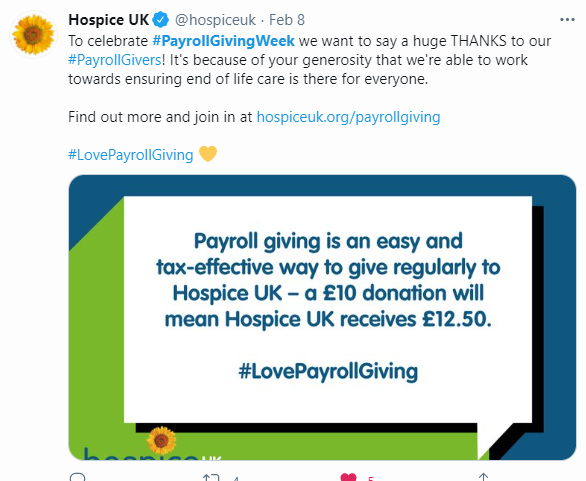 Hospice UK @hospiceuk · Feb 8
To celebrate #PayrollGivingWeek we want to say a huge THANKS to our
#PayrollGivers! It's because of your generosity that we're able to work
towards ensuring end of life care is there for everyone.
Find out more and join in at hospiceuk.org/payrollgiving
#LovePayrollGiving
Payroll giving is an easy and
tax-effective way to give regularly to
Hospice UK – a £10 donation will
mean Hospice UK receives £12.50.
#LovePayrollGiving
hospice UK
4 5